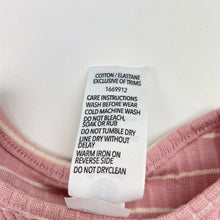 COTTON / ELASTANE
EXCLUSIVE OF TRIMS
1669912
CARE INSTRUCTIONS
WASH BEFORE WEAR
COLD MACHINE WASH
DO NOT BLEACH,
SOAK OR RUB
DO NOT TUMBLE DRY
LINE DRY WITHOUT
DELAY
WARM IRON ON
REVERSE SIDE
DO NOT DRYCLEAN